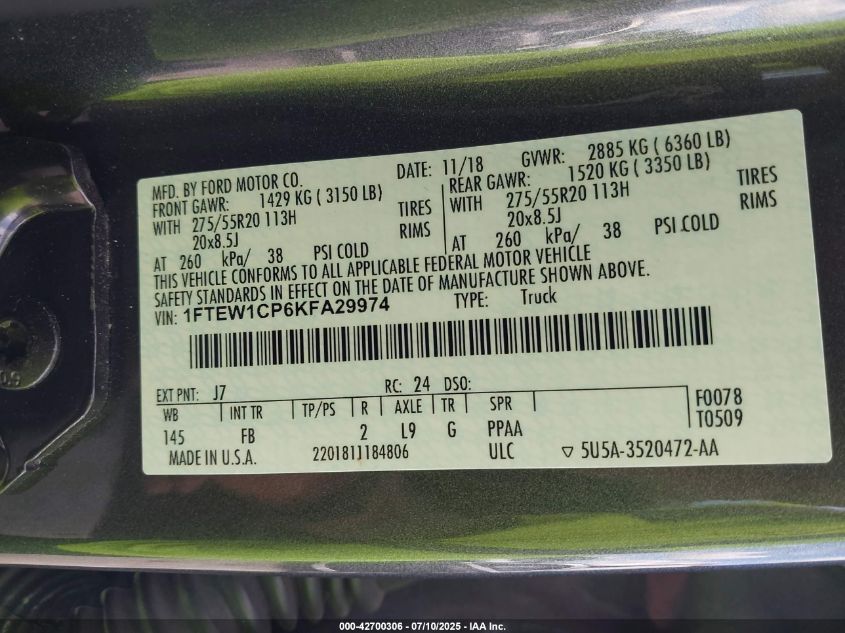 MFD. BY FORD MOTOR CO. DATE: 11/18 GVWR: 2885 KG ( 6360 LB)
FRONT GAWR: 1429 KG ( 3150 LB) REAR GAWR: 1520 KG ( 3350 LB)
WITH 275/55R20 113H TIRES WITH 275/55R20 113H TIRES
20x8.5J RIMS 20x8.5J RIMS
AT 260 kPa/ 38 PSI COLD AT 260 kPa/ 38 PSI COLD
THIS VEHICLE CONFORMS TO ALL APPLICABLE FEDERAL MOTOR VEHICLE
SAFETY STANDARDS IN EFFECT ON THE DATE OF MANUFACTURE SHOWN ABOVE.
VIN: 1FTEW1CP6KFA29974 TYPE: Truck
EXT PNT: J7 RC: 24 DSO:
WB INT TR TP/PS R AXLE TR SPR F0078
145 FB 2 L9 G PPAA T0509
MADE IN U.S.A. 2201811184806 ULC ▽ 5U5A-3520472-AA
000-42700306 - 07/10/2025 - IAA Inc.